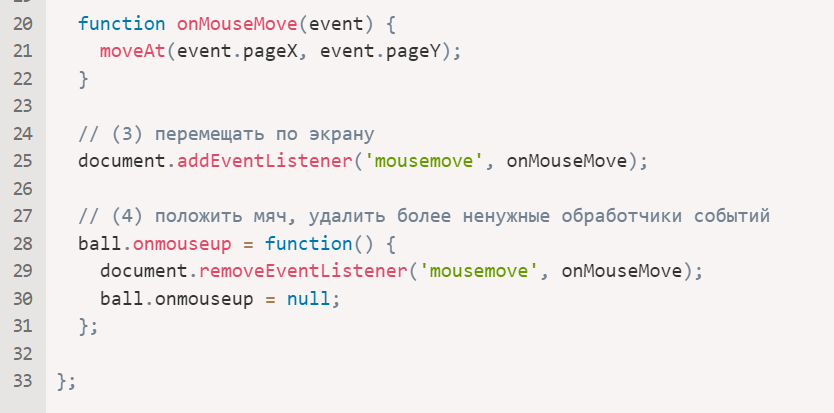 20 function onMouseMove(event) {
21 moveAt(event.pageX, event.pageY);
22 }
23
24 // (3) перемещать по экрану
25 document.addEventListener('mousemove', onMouseMove);
26
27 // (4) положить мяч, удалить более ненужные обработчики событий
28 ball.onmouseup = function() {
29 document.removeEventListener('mousemove', onMouseMove);
30 ball.onmouseup = null;
31 };
32
33 };